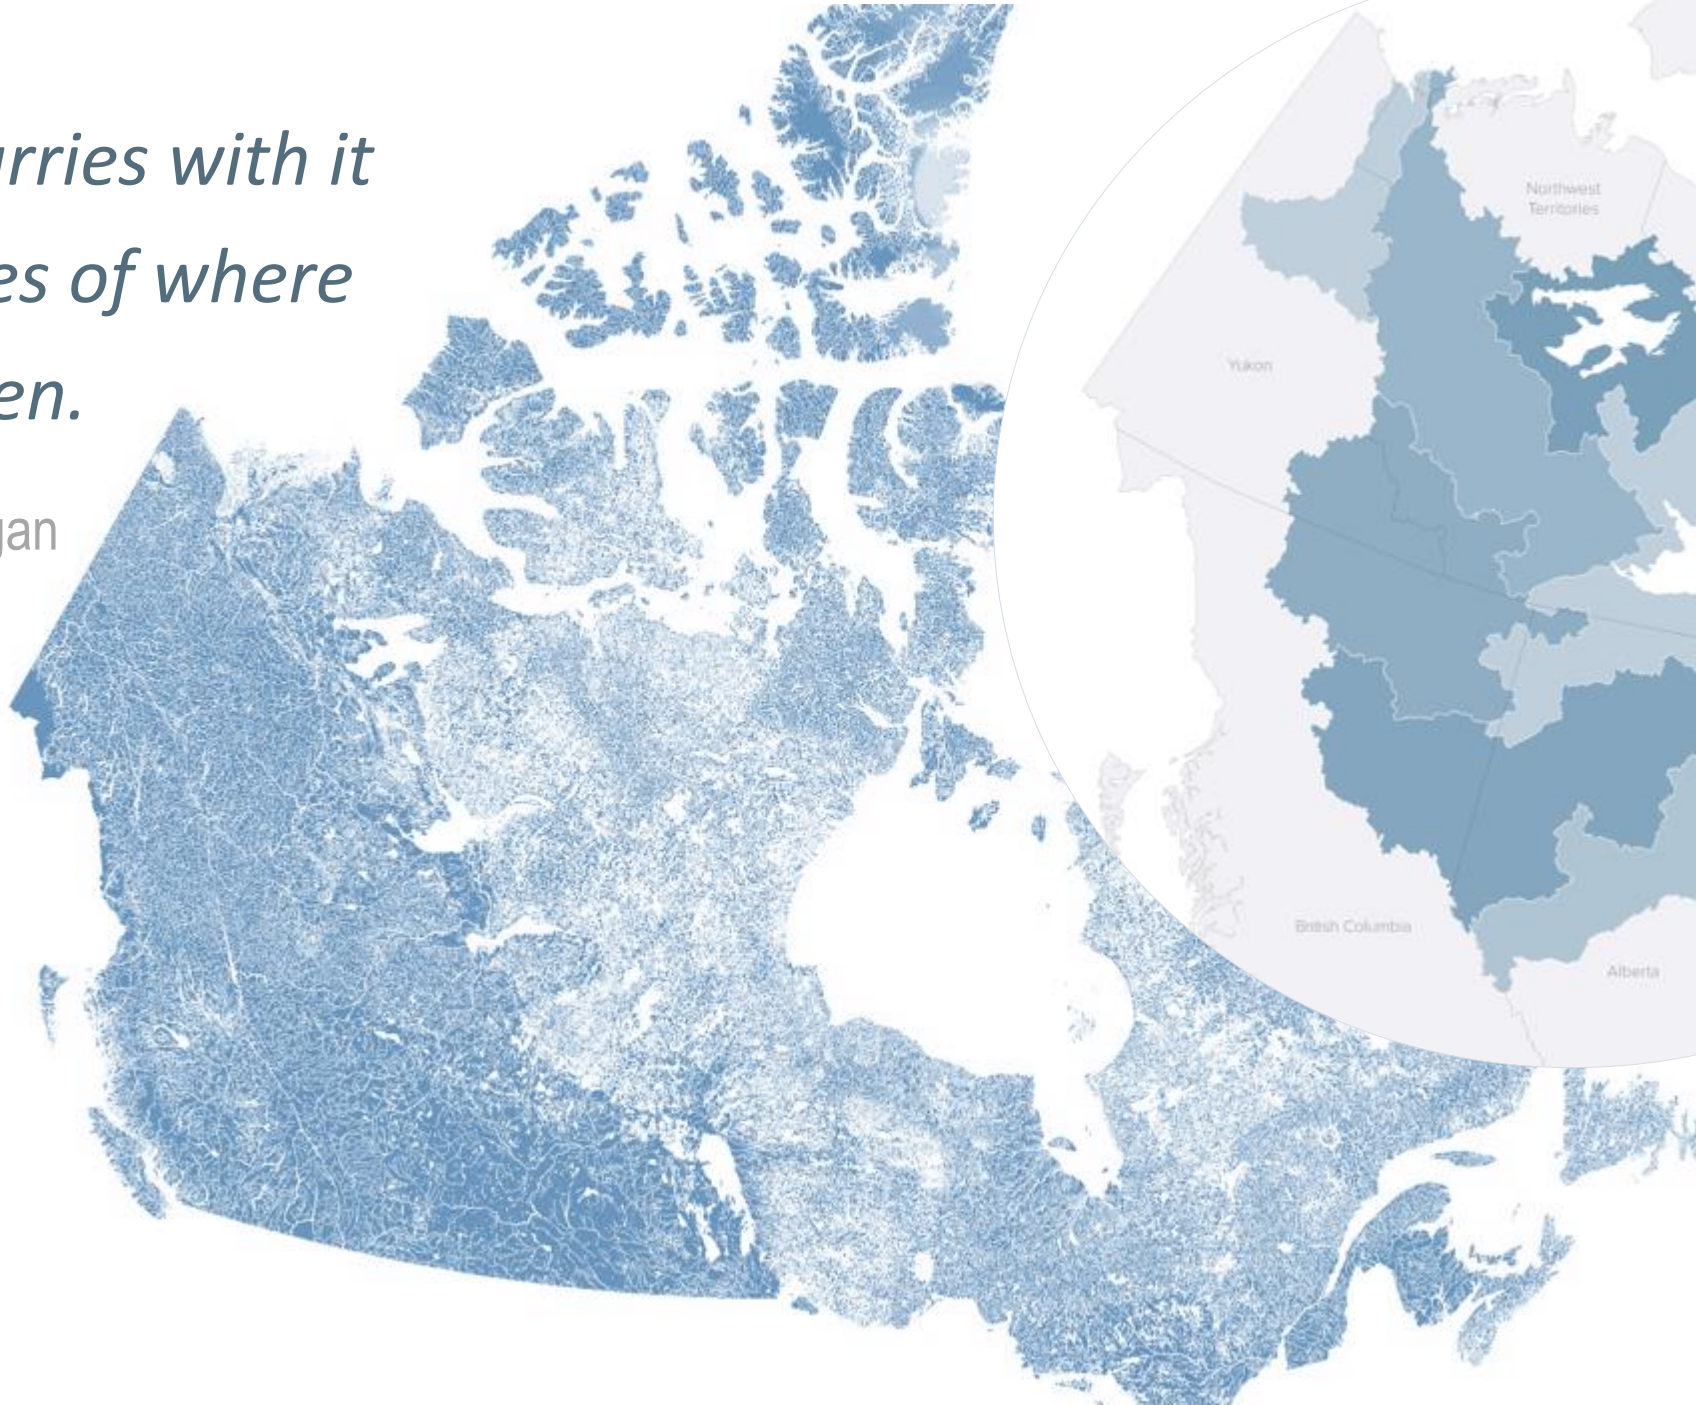 rries with it
es of where
en.
gan
Northwest
Territories
Yukon
British Columbia
Alberta